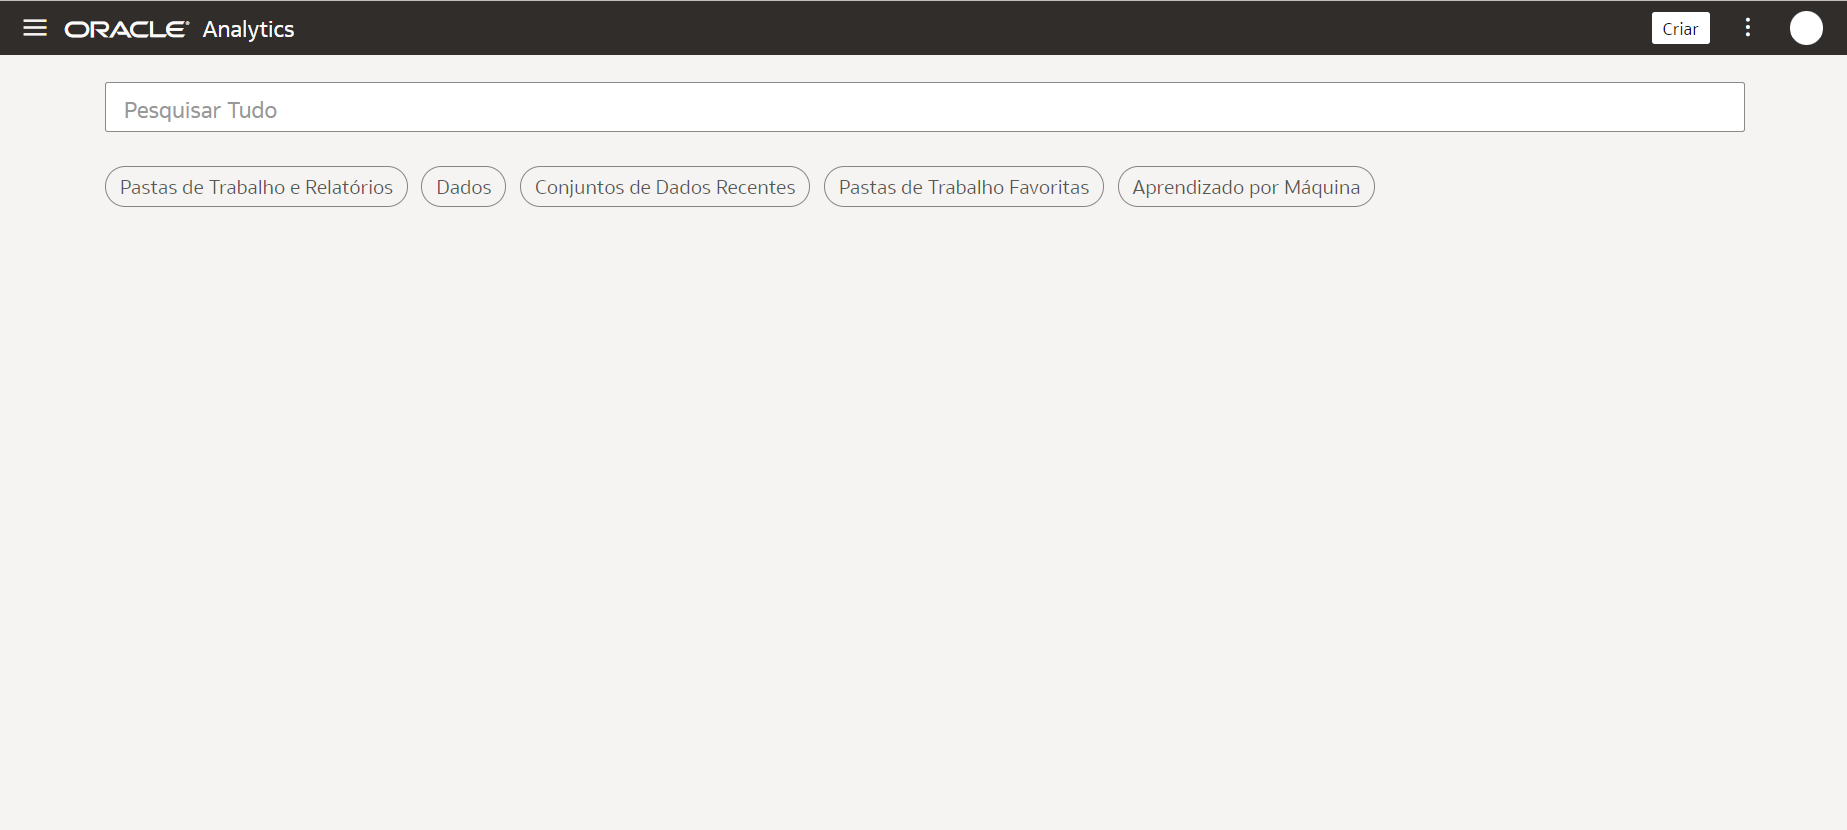 ORACLE Analytics Criar
Pesquisar Tudo
Pastas de Trabalho e Relatórios Dados Conjuntos de Dados Recentes Pastas de Trabalho Favoritas Aprendizado por Máquina